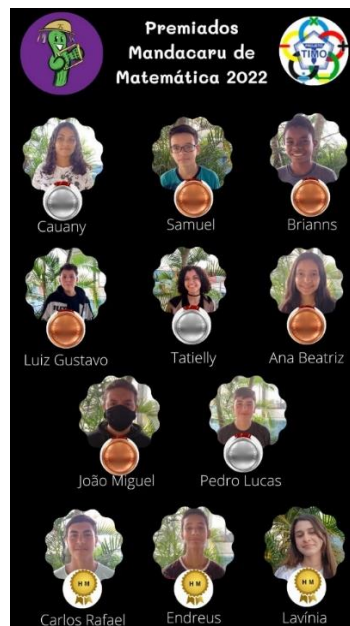 Premiados
Mandacaru de
Matemática 2022
TIMO
Cauany
Samuel
Brianns
Luiz Gustavo
Tatielly
Ana Beatriz
João Miguel
Pedro Lucas
H M
H M
H M
Carlos Rafael
Endreus
Lavínia